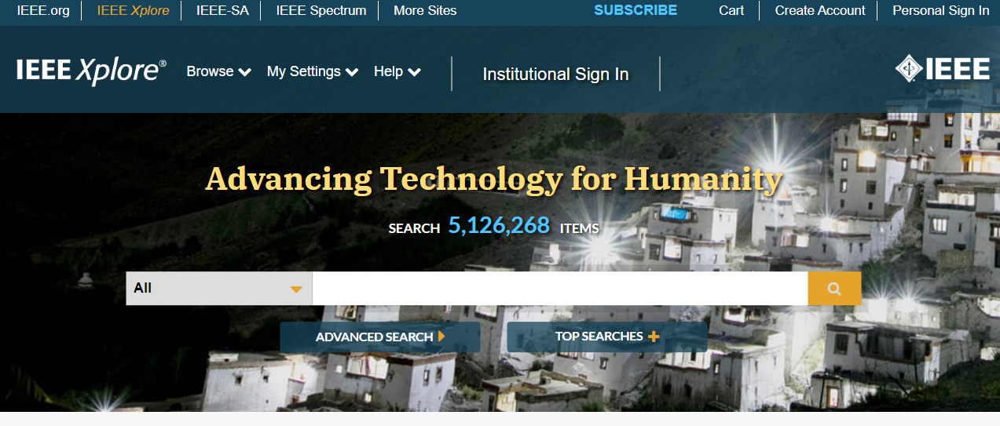 IEEE.org IEEE Xplore IEEE-SA IEEE Spectrum More Sites SUBSCRIBE Cart Create Account Personal Sign In
IEEE Xplore® Browse My Settings Help Institutional Sign In IEEE
Advancing Technology for Humanity
SEARCH 5,126,268 ITEMS
All
ADVANCED SEARCH TOP SEARCHES